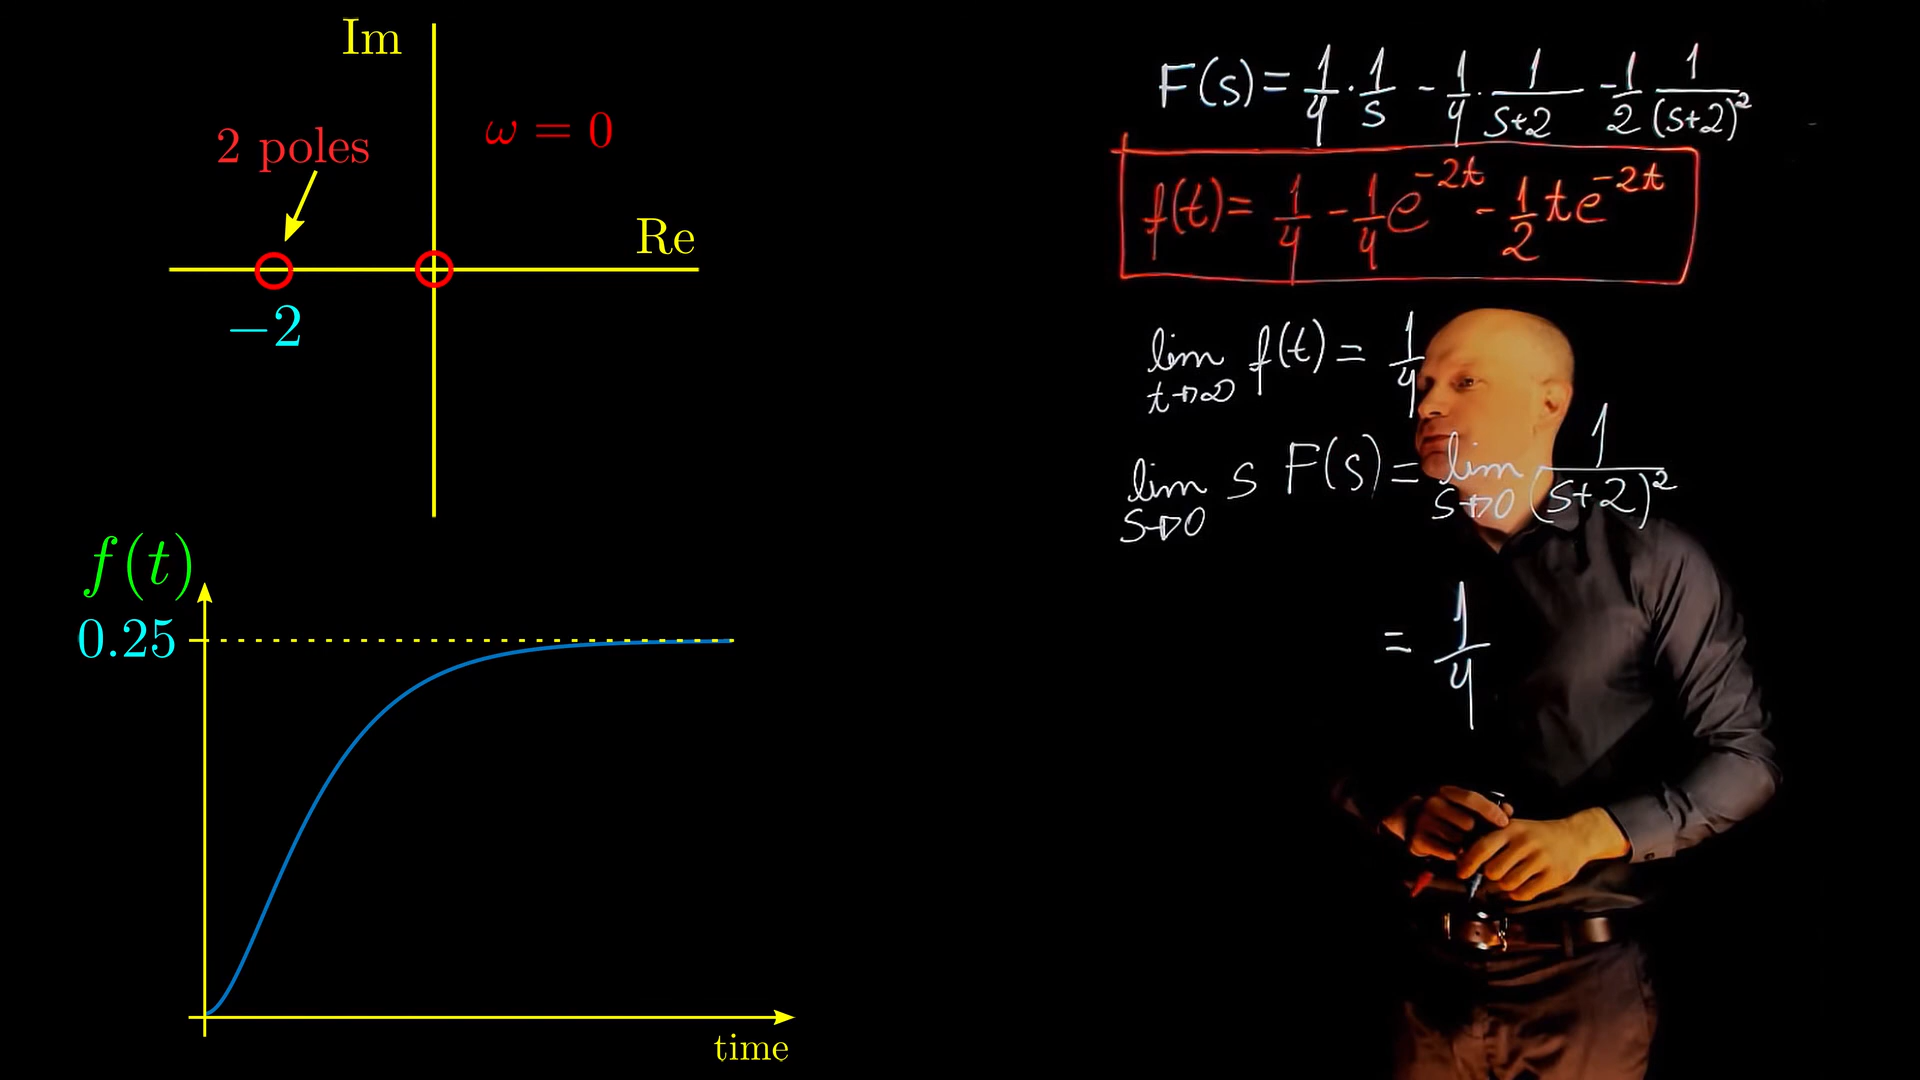 Im
ω = 0
2 poles
Re
−2
f(t)
0.25
time
F(s) = 1/4 · 1/s - 1/4 · 1/(s+2) - 1/2 1/(s+2)²
f(t) = 1/4 - 1/4 e^(-2t) - 1/2 t e^(-2t)
lim t→∞ f(t) = 1/4
lim s→0 s F(s) = lim s→0 1/(s+2)²
= 1/4